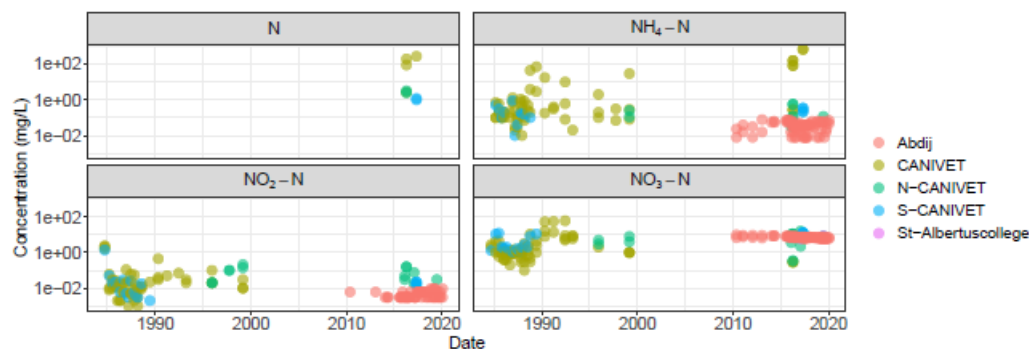 N
NH₄ − N
1e+02
1e+00
1e−02
NO₂ − N
NO₃ − N
1e+02
1e+00
1e−02
1990
2000
2010
2020
1990
2000
2010
2020
Concentration (mg/L)
Date
Abdij
CANIVET
N−CANIVET
S−CANIVET
St−Albertuscollege